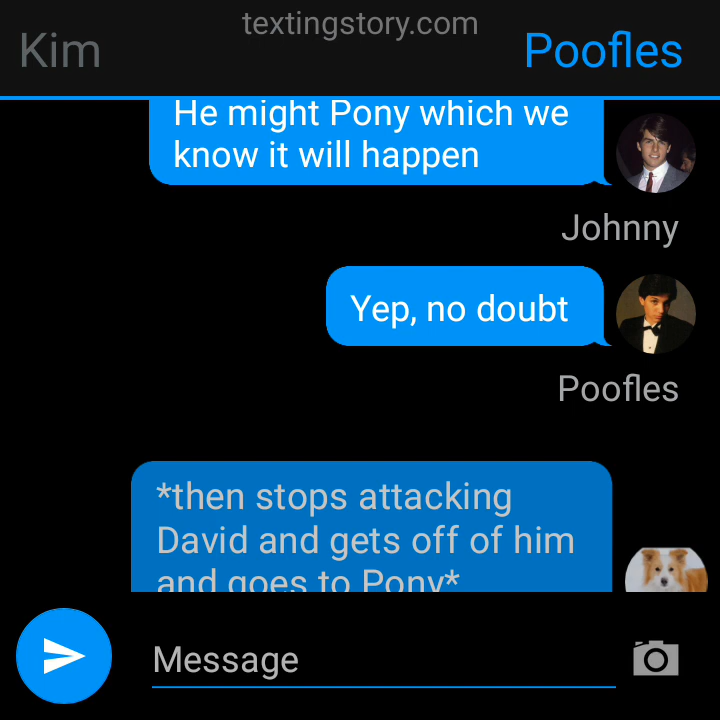 textingstory.com
Kim
Poofles
He might Pony which we
know it will happen
Johnny
Yep, no doubt
Poofles
*then stops attacking
David and gets off of him
and goes to Pony*
Message